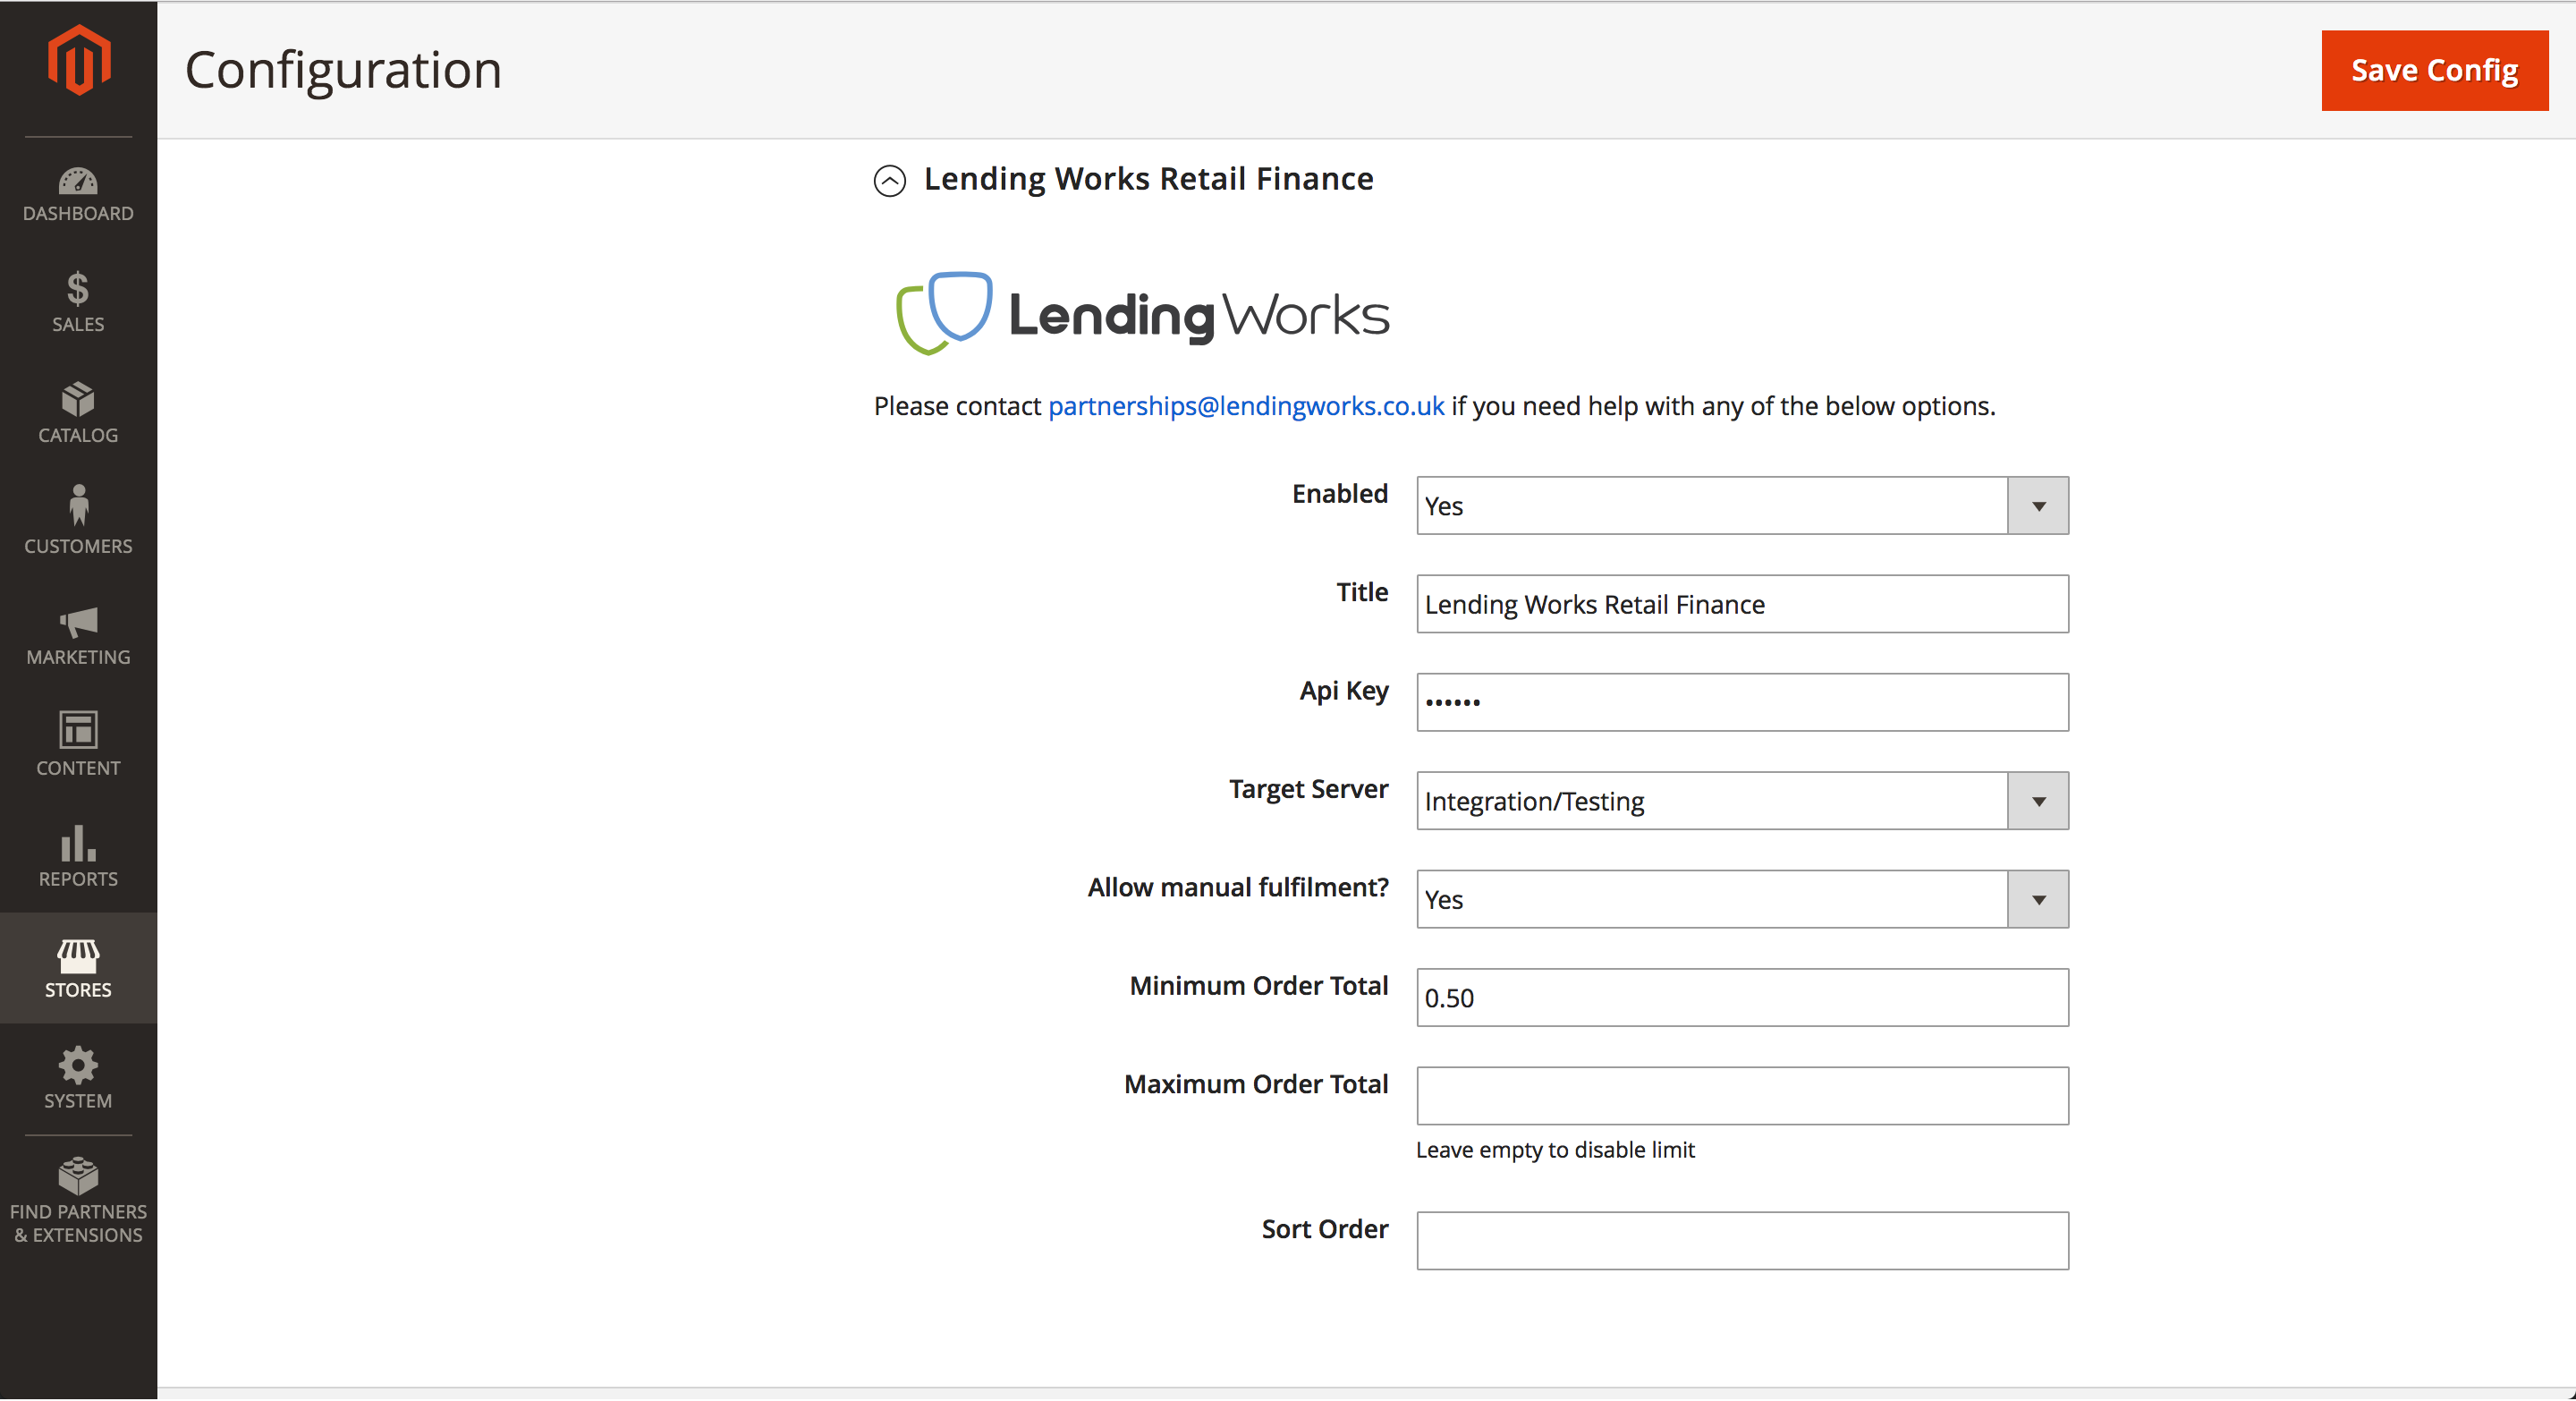 Configuration
Save Config
DASHBOARD
SALES
CATALOG
CUSTOMERS
MARKETING
CONTENT
REPORTS
STORES
SYSTEM
FIND PARTNERS
& EXTENSIONS
Lending Works Retail Finance
LendingWorks
Please contact partnerships@lendingworks.co.uk if you need help with any of the below options.
Enabled Yes
Title Lending Works Retail Finance
Api Key ••••••
Target Server Integration/Testing
Allow manual fulfilment? Yes
Minimum Order Total 0.50
Maximum Order Total
Leave empty to disable limit
Sort Order